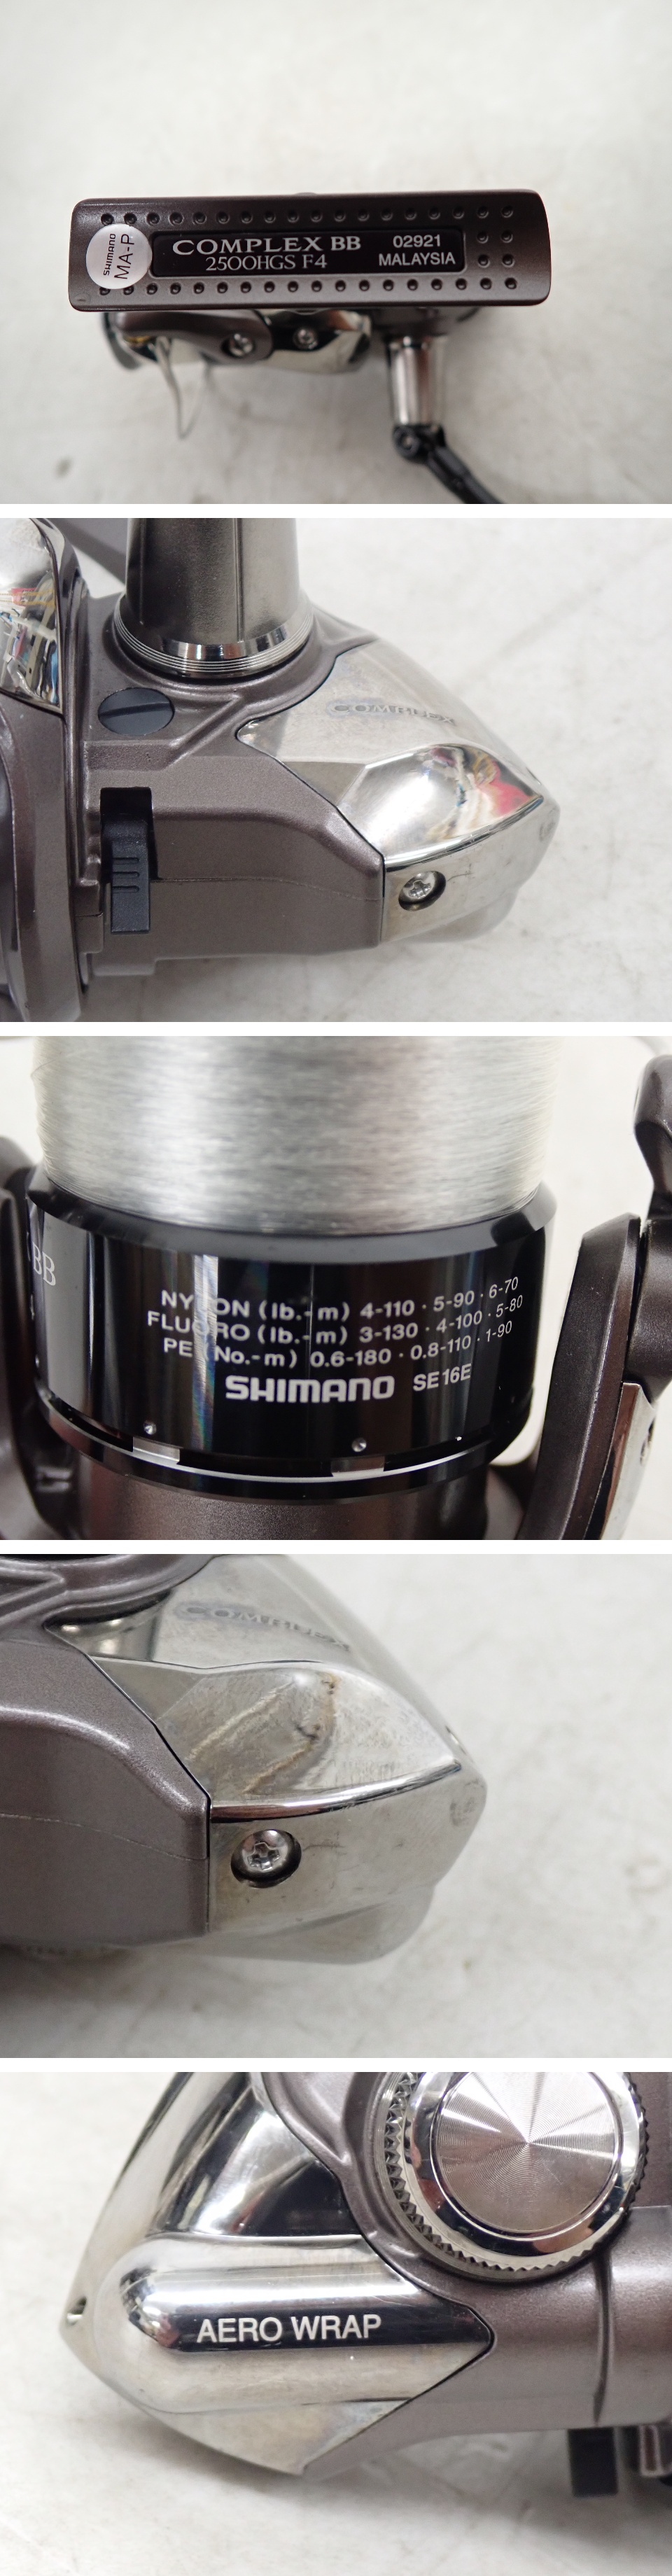 SHIMANO
MA-P
COMPLEX BB
2500HGS F4
02921
MALAYSIA
COMPLEX
BB
NYLON (lb.-m) 4-110 · 5-90 · 6-70
FLUORO (lb.-m) 3-130 · 4-100 · 5-80
PE (No.-m) 0.6-180 · 0.8-110 · 1-90
SHIMANO SE16E
COMPLEX
AERO WRAP